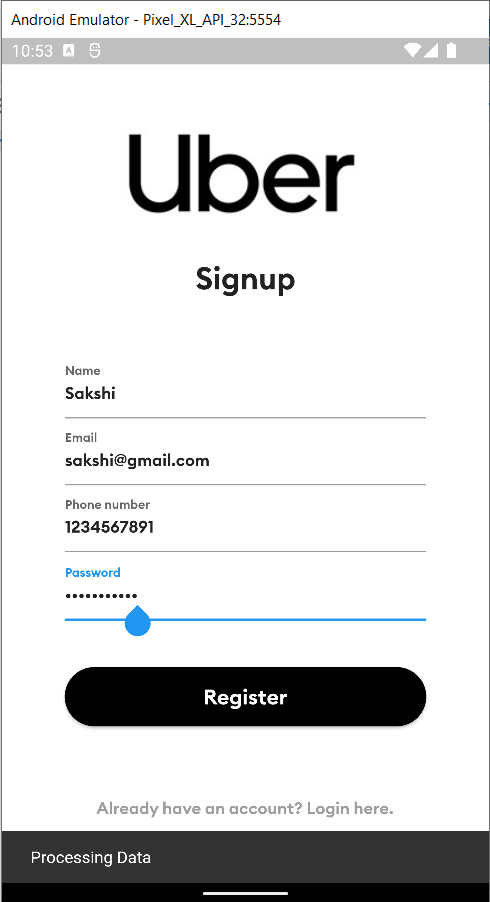 Android Emulator - Pixel_XL_API_32:5554
10:53 A
Uber
Signup
Name
Sakshi
Email
sakshi@gmail.com
Phone number
1234567891
Password
•••••••••••
Register
Already have an account? Login here.
Processing Data